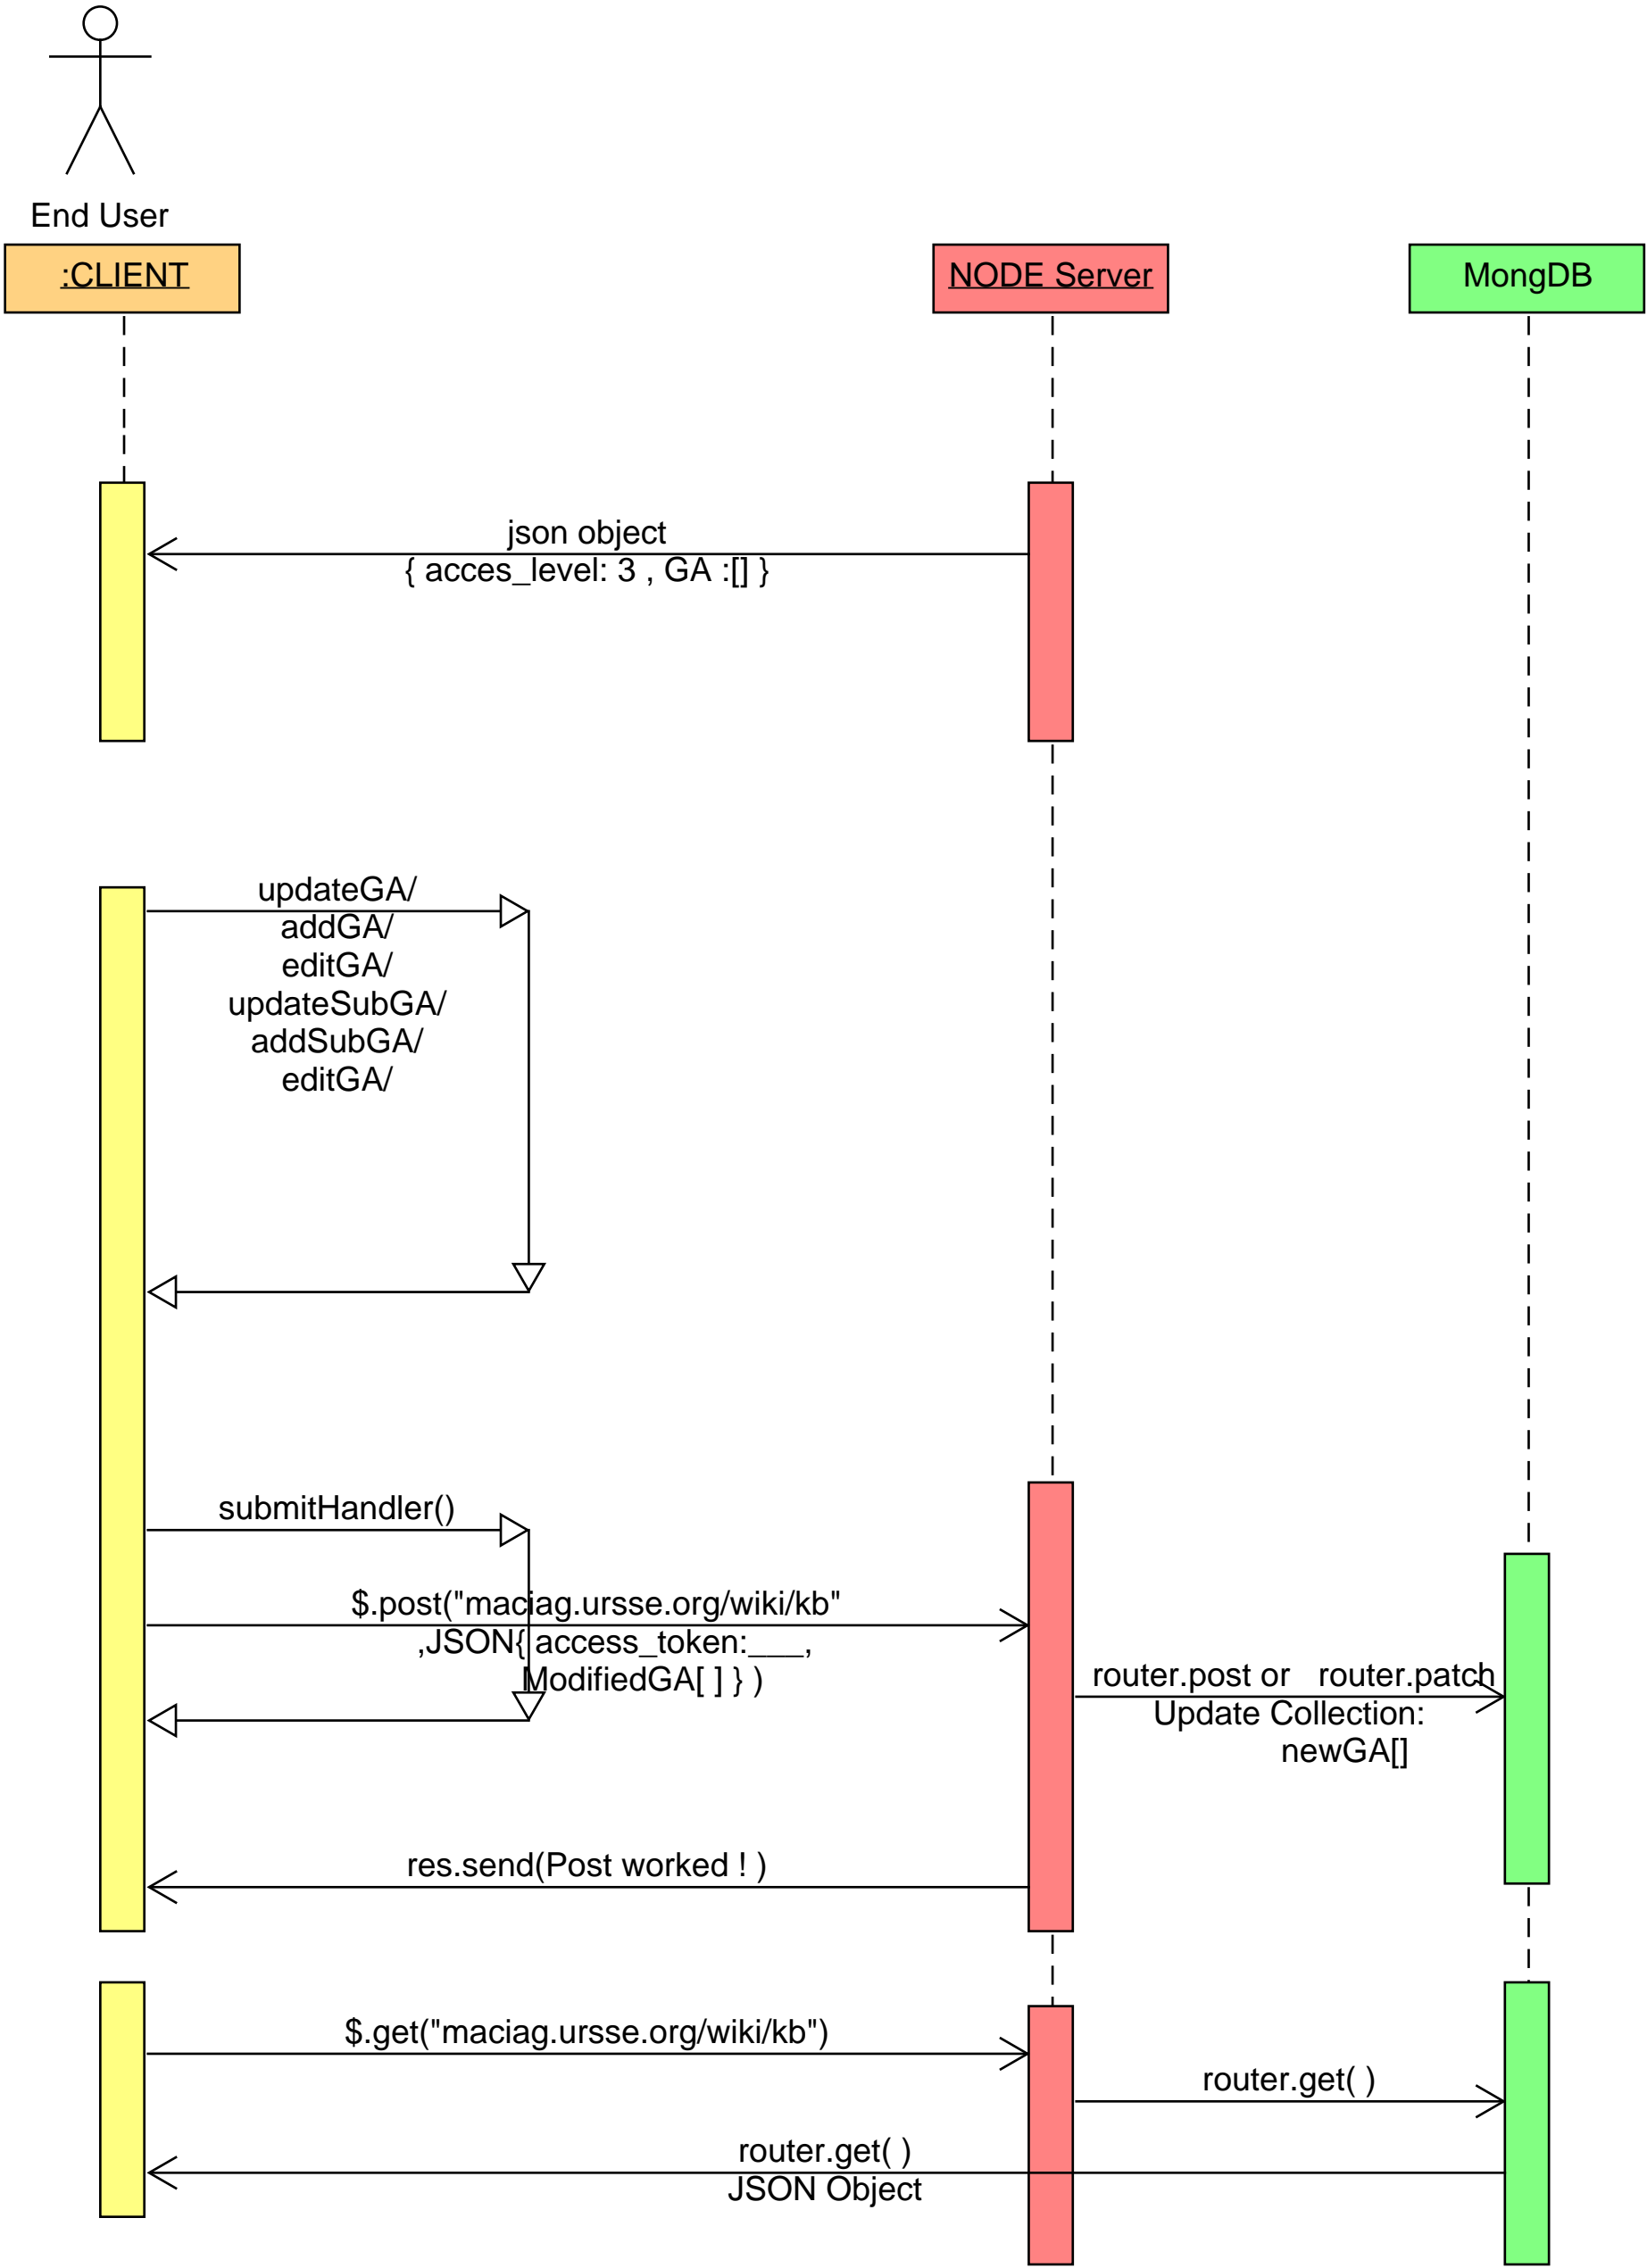 End User
:CLIENT
NODE Server
MongDB
json object
{ acces_level: 3 , GA :[] }
updateGA/
addGA/
editGA/
updateSubGA/
addSubGA/
editGA/
submitHandler()
$.post("maciag.ursse.org/wiki/kb"
,JSON{ access_token:___,
ModifiedGA[ ] } )
router.post or router.patch
Update Collection:
newGA[]
res.send(Post worked ! )
$.get("maciag.ursse.org/wiki/kb")
router.get( )
router.get( )
JSON Object